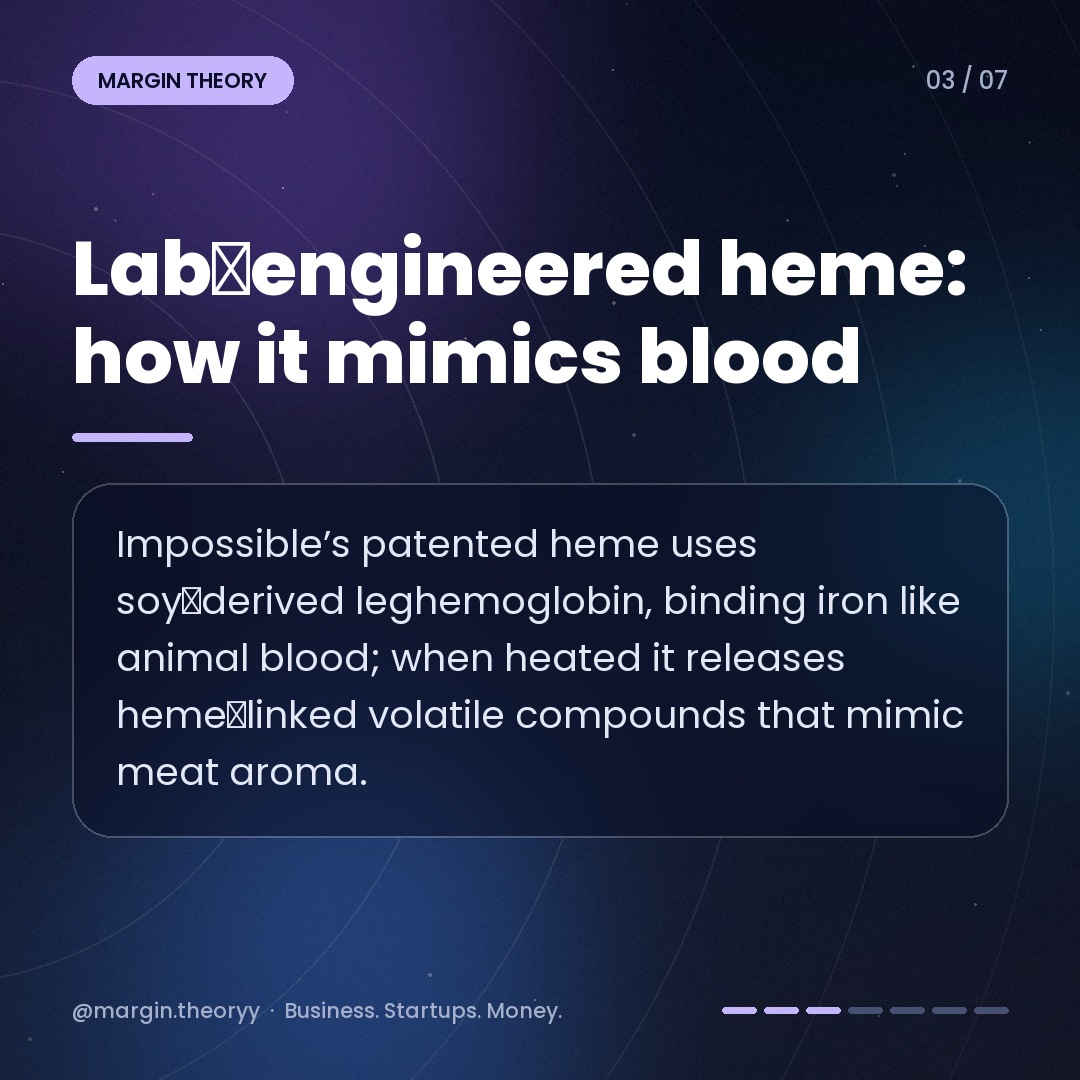 MARGIN THEORY
03 / 07
Lab□engineered heme:
how it mimics blood
Impossible’s patented heme uses
soy□derived leghemoglobin, binding iron like
animal blood; when heated it releases
heme□linked volatile compounds that mimic
meat aroma.
@margin.theoryy · Business. Startups. Money.